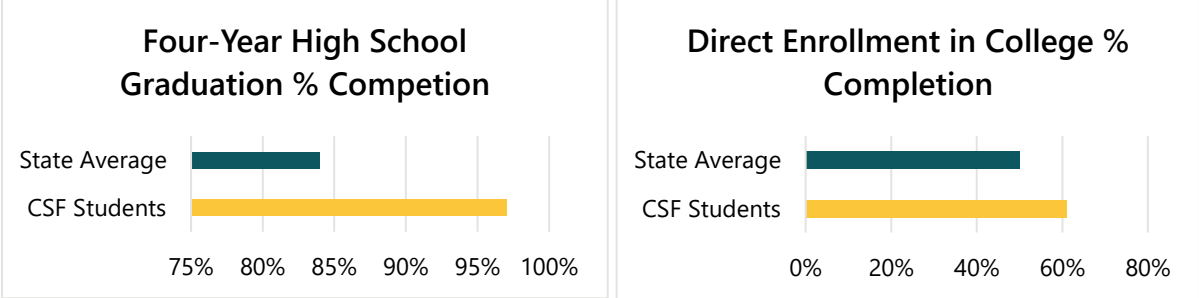 Four-Year High School
Graduation % Competion
State Average
CSF Students
75% 80% 85% 90% 95% 100%
Direct Enrollment in College %
Completion
State Average
CSF Students
0% 20% 40% 60% 80%